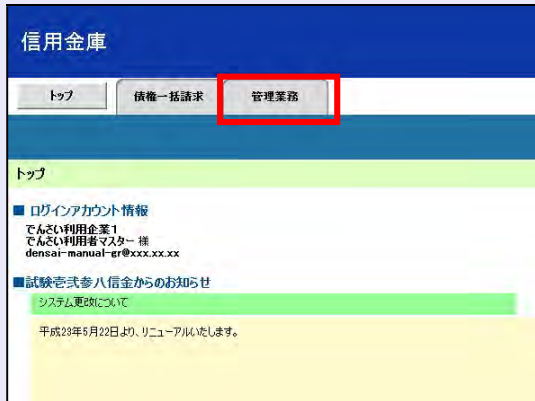 信用金庫
トップ 債権一括請求 管理業務
トップ
■ ログインアカウント情報
でんさい利用企業1
でんさい利用者マスター 様
densai-manual-gr@xxx.xx.xx
■試験壱弐参八信金からのお知らせ
システム更改について
平成23年5月22日より、リニューアルいたします。